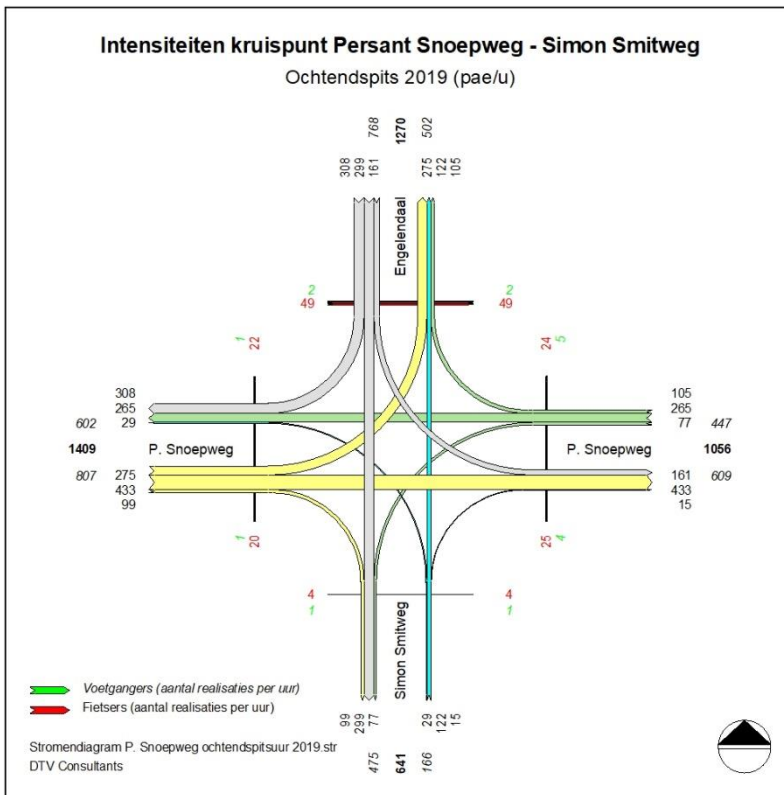 Intensiteiten kruispunt Persant Snoepweg - Simon Smitweg
Ochtendspits 2019 (pae/u)
768 1270 502
308 299 161 275 122 105
Engelendaal
2 2
49 49
1 22 24 5
308 105
265 265
602 29 77 447
1409 P. Snoepweg P. Snoepweg 1056
807 275 161 609
433 433
99 15
1 20 25 4
4 4
1 1
Simon Smitweg
Voetgangers (aantal realisaties per uur)
Fietsers (aantal realisaties per uur)
99 299 77 29 122 15
475 641 166
Stromendiagram P. Snoepweg ochtendspitsuur 2019.str
DTV Consultants